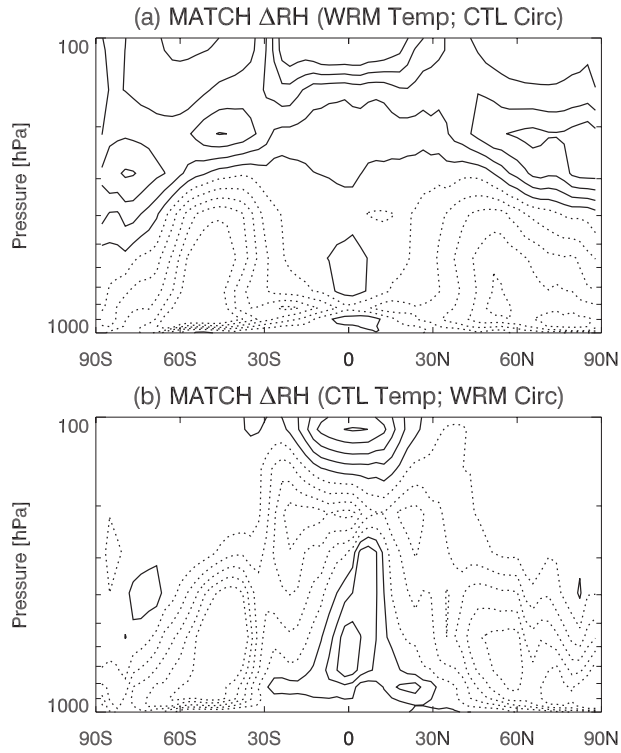 (a) MATCH ΔRH (WRM Temp; CTL Circ)
100
Pressure [hPa]
1000
90S 60S 30S 0 30N 60N 90N
(b) MATCH ΔRH (CTL Temp; WRM Circ)
100
Pressure [hPa]
1000
90S 60S 30S 0 30N 60N 90N